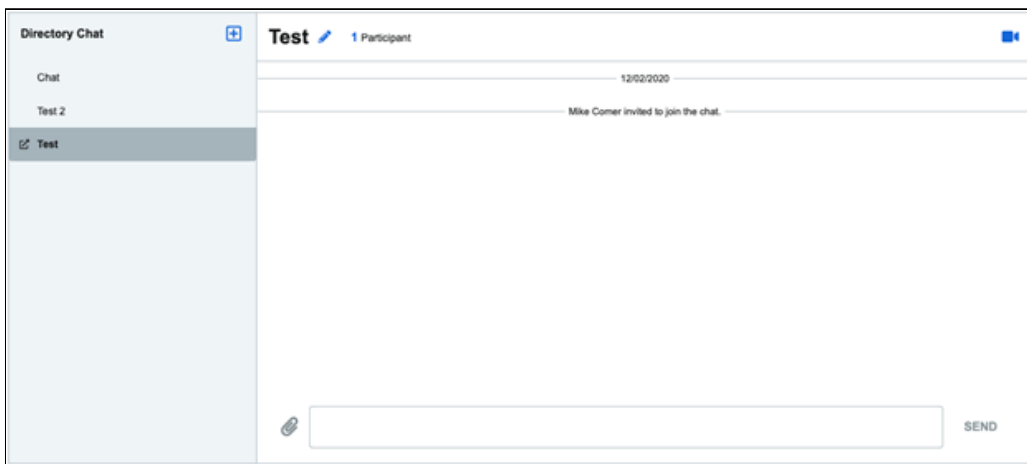 Directory Chat
Chat
Test 2
Test
Test 1 Participant
12/02/2020
Mike Comer invited to join the chat.
SEND